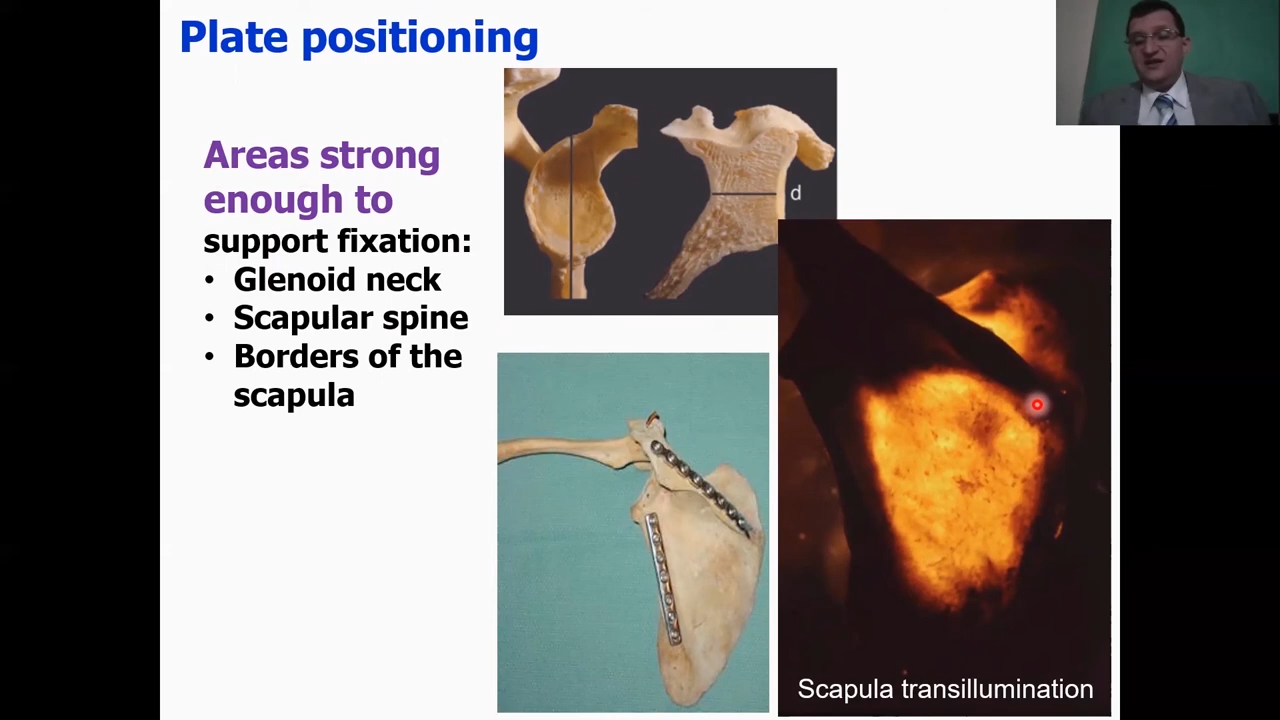 Plate positioning
Areas strong
enough to
support fixation:
• Glenoid neck
• Scapular spine
• Borders of the
scapula
d
Scapula transillumination